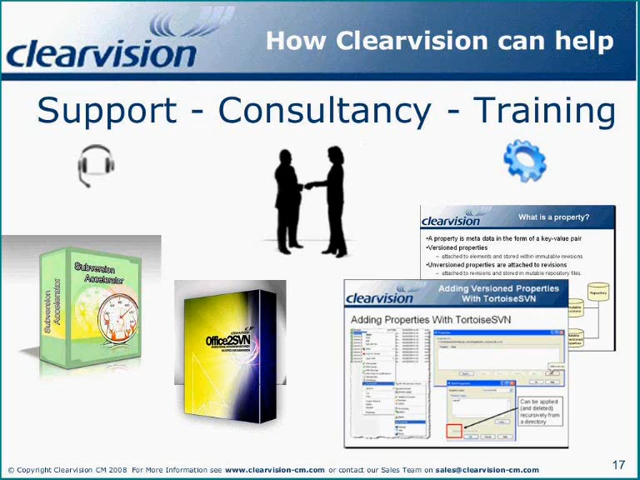 clearvision
How Clearvision can help
Support - Consultancy - Training
clearvision
What is a property?
•A property is meta data in the form of a key-value pair
•Versioned properties
– attached to elements and stored within immutable revisions
•Unversioned properties are attached to revisions
– attached to revisions and stored in mutable repository files.
Repository
Subversion
Accelerator
Subversion
Accelerator
Office2SVN
clearvision
Adding Versioned Properties
With TortoiseSVN
Adding Properties With TortoiseSVN
Can be applied
(and deleted)
recursively from
a directory
© Copyright Clearvision CM 2008 For More Information see www.clearvision-cm.com or contact our Sales Team on sales@clearvision-cm.com
17